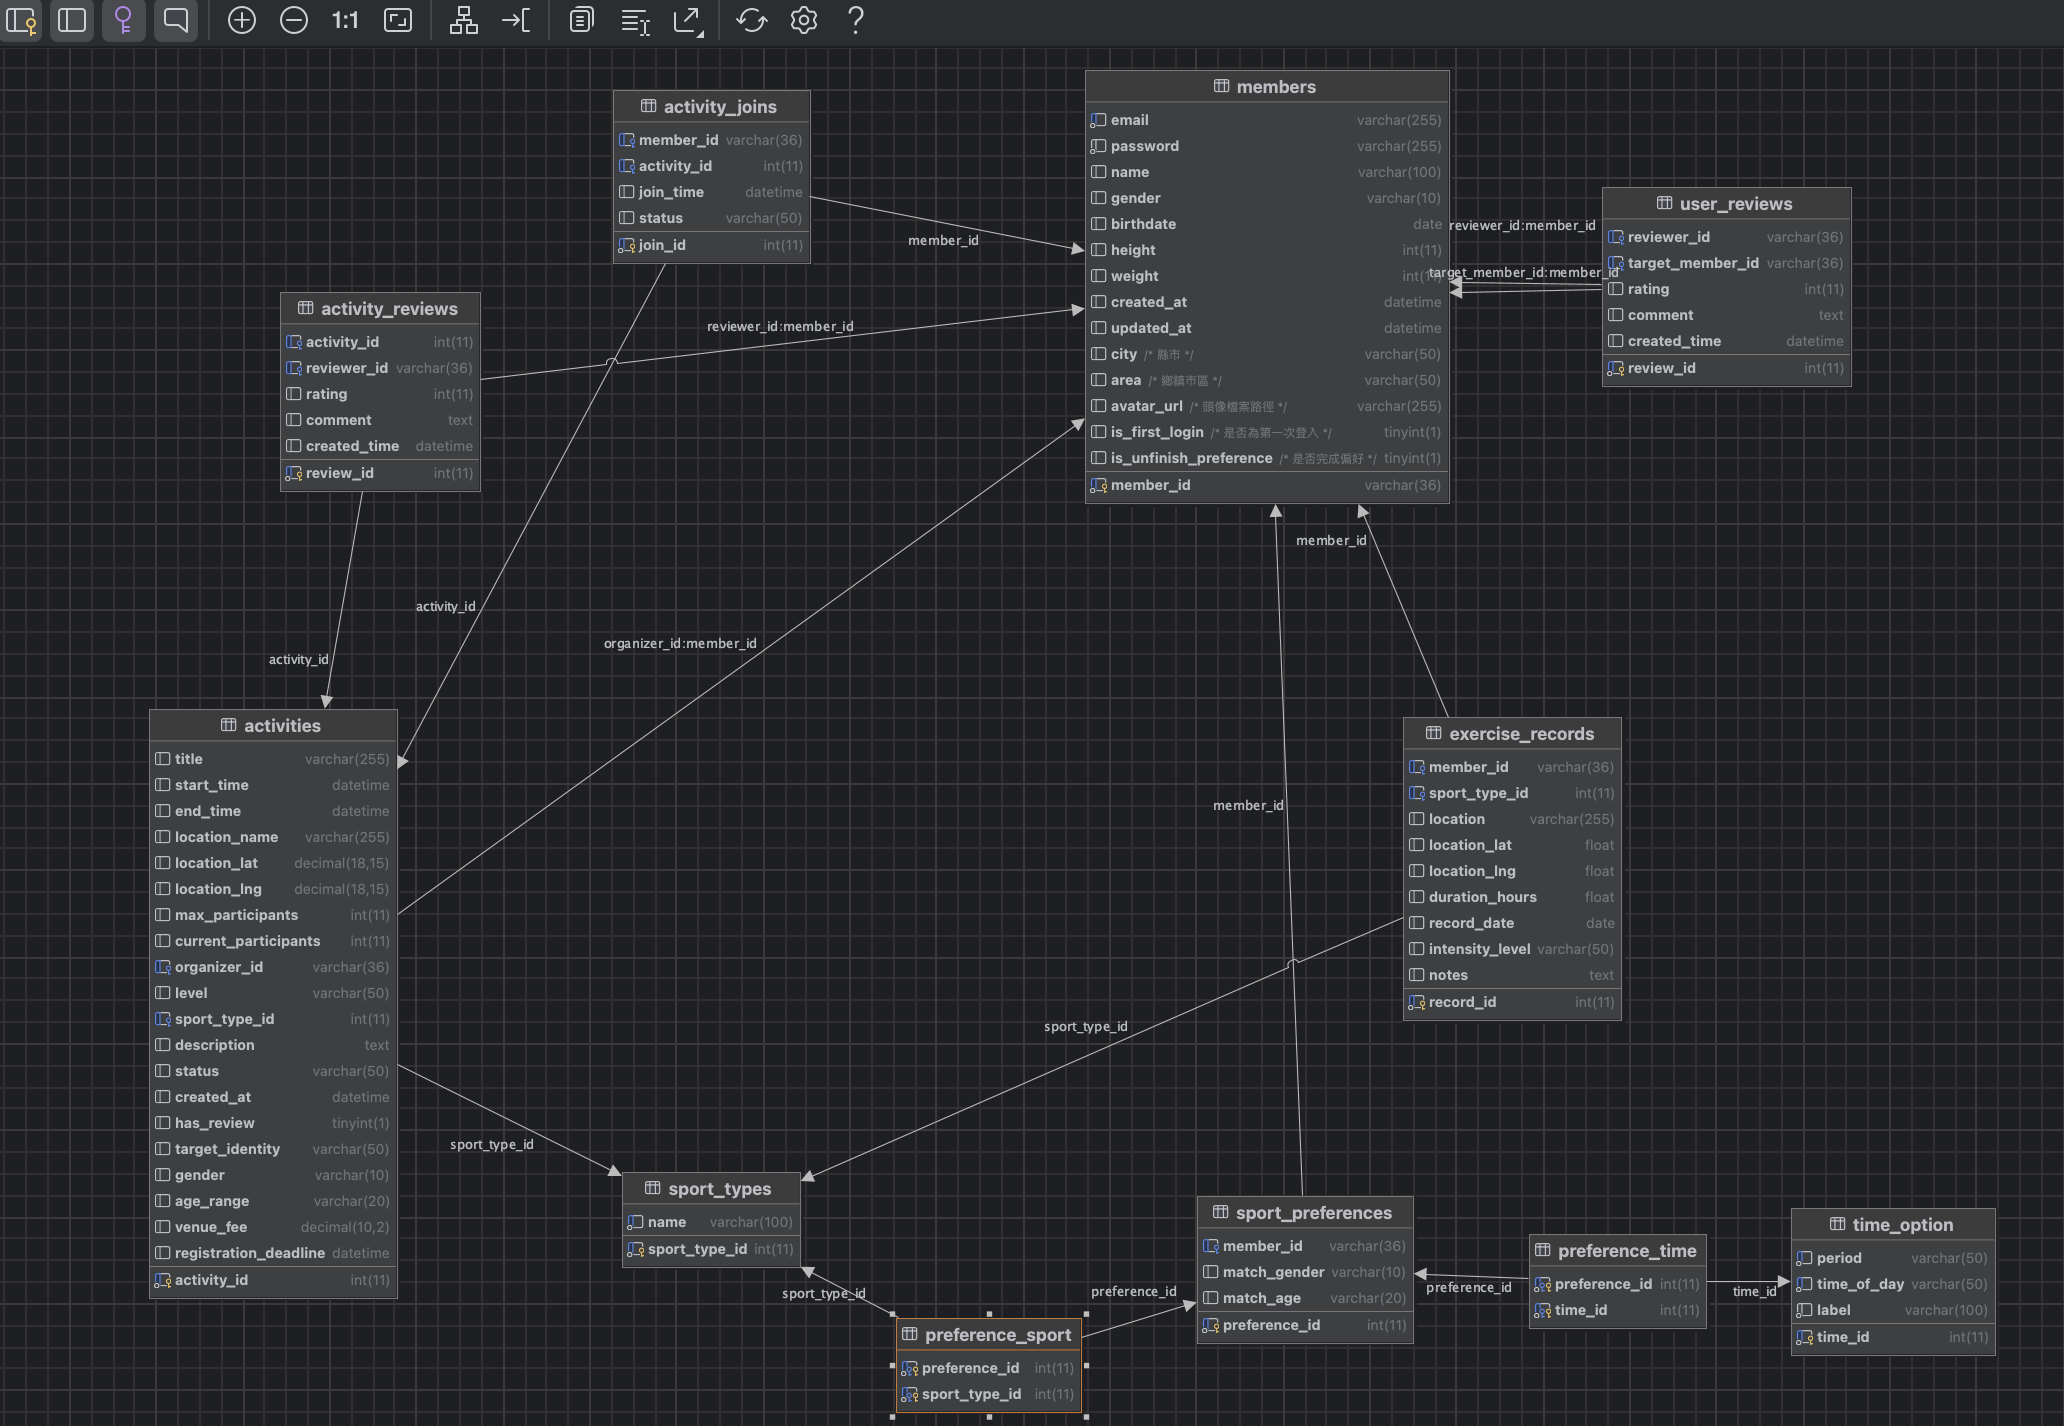 1:1
activity_joins
member_id varchar(36)
activity_id int(11)
join_time datetime
status varchar(50)
join_id int(11)
members
email varchar(255)
password varchar(255)
name varchar(100)
gender varchar(10)
birthdate date
height int(11)
weight int(11)
created_at datetime
updated_at datetime
city /* 縣市 */ varchar(50)
area /* 鄉鎮市區 */ varchar(50)
avatar_url /* 頭像檔案路徑 */ varchar(255)
is_first_login /* 是否為第一次登入 */ tinyint(1)
is_unfinish_preference /* 是否完成偏好 */ tinyint(1)
member_id varchar(36)
user_reviews
reviewer_id varchar(36)
target_member_id varchar(36)
rating int(11)
comment text
created_time datetime
review_id int(11)
reviewer_id:member_id
target_member_id:member_id
member_id
activity_reviews
activity_id int(11)
reviewer_id varchar(36)
rating int(11)
comment text
created_time datetime
review_id int(11)
reviewer_id:member_id
member_id
activity_id
organizer_id:member_id
activity_id
activities
title varchar(255)
start_time datetime
end_time datetime
location_name varchar(255)
location_lat decimal(18,15)
location_lng decimal(18,15)
max_participants int(11)
current_participants int(11)
organizer_id varchar(36)
level varchar(50)
sport_type_id int(11)
description text
status varchar(50)
created_at datetime
has_review tinyint(1)
target_identity varchar(50)
gender varchar(10)
age_range varchar(20)
venue_fee decimal(10,2)
registration_deadline datetime
activity_id int(11)
exercise_records
member_id varchar(36)
sport_type_id int(11)
location varchar(255)
location_lat float
location_lng float
duration_hours float
record_date date
intensity_level varchar(50)
notes text
record_id int(11)
member_id
sport_type_id
sport_type_id
sport_types
name varchar(100)
sport_type_id int(11)
sport_type_id
preference_id
preference_sport
preference_id int(11)
sport_type_id int(11)
sport_preferences
member_id varchar(36)
match_gender varchar(10)
match_age varchar(20)
preference_id int(11)
preference_id
preference_time
preference_id int(11)
time_id int(11)
time_id
time_option
period varchar(50)
time_of_day varchar(50)
label varchar(100)
time_id int(11)